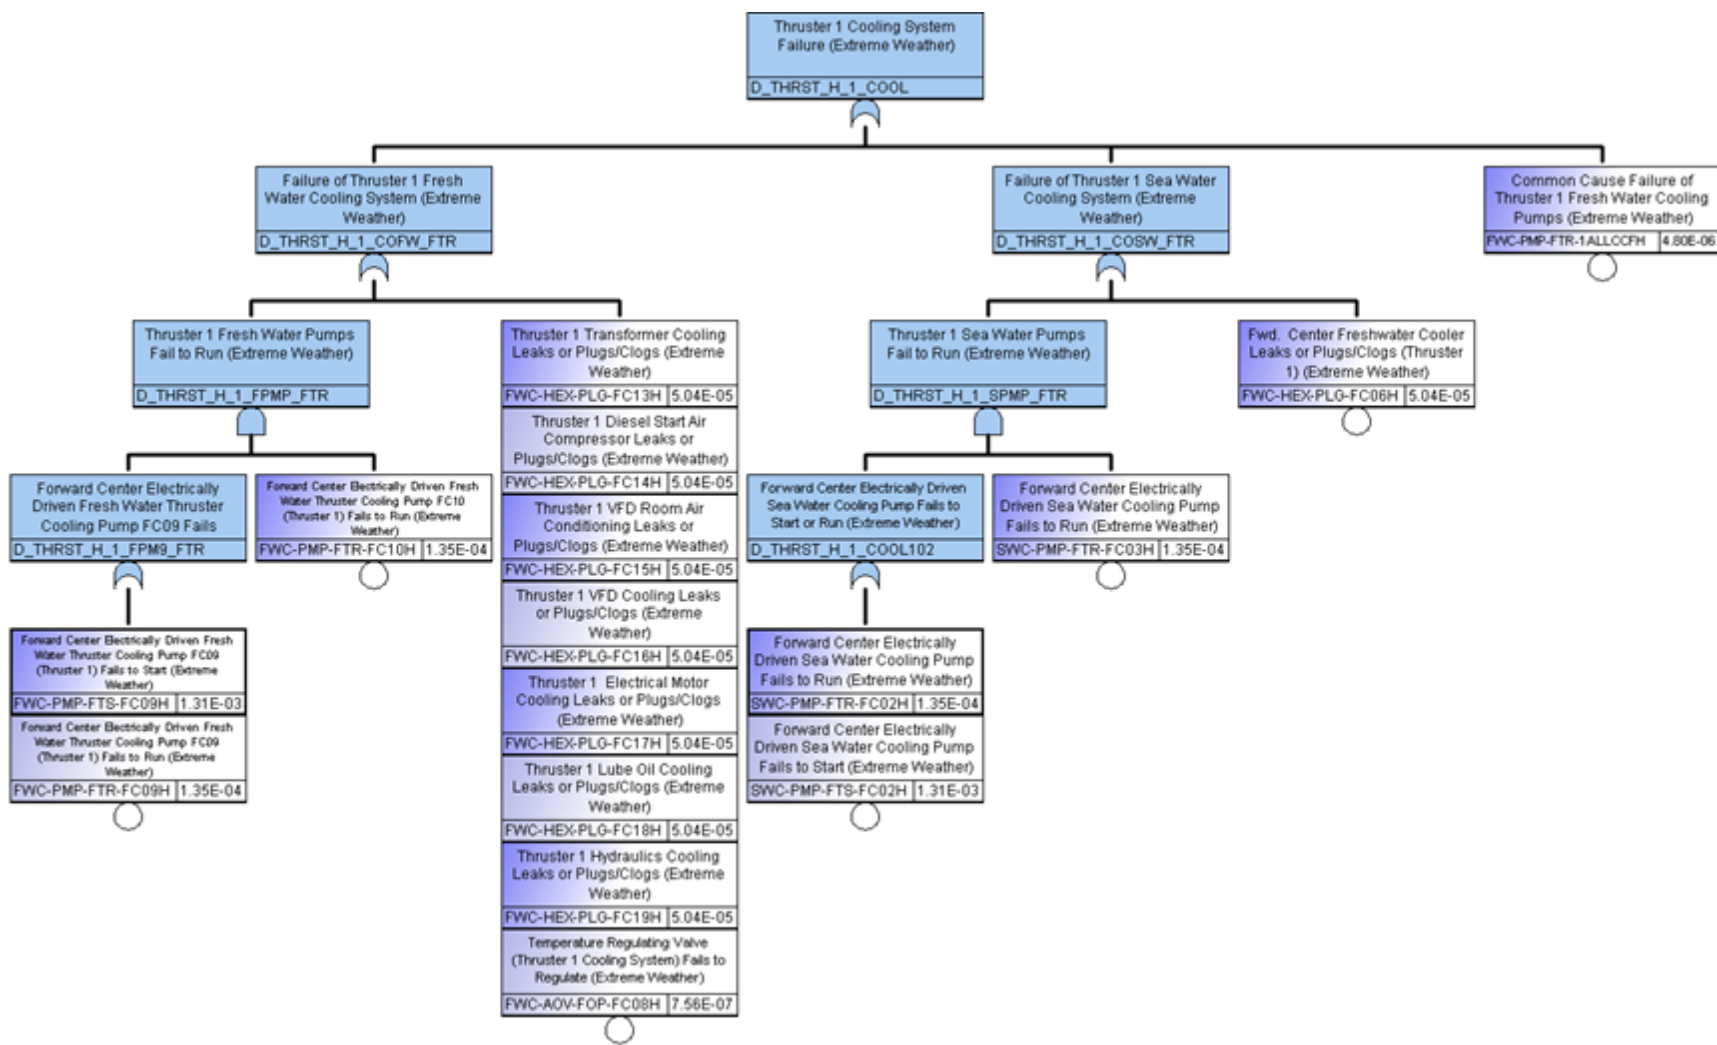 Thruster 1 Cooling System
Failure (Extreme Weather)
D_THRST_H_1_COOL
Failure of Thruster 1 Fresh
Water Cooling System (Extreme
Weather)
D_THRST_H_1_COFW_FTR
Failure of Thruster 1 Sea Water
Cooling System (Extreme
Weather)
D_THRST_H_1_COSW_FTR
Common Cause Failure of
Thruster 1 Fresh Water Cooling
Pumps (Extreme Weather)
FWC-PMP-FTR-1ALLCCFH 4.80E-06
Thruster 1 Fresh Water Pumps
Fail to Run (Extreme Weather)
D_THRST_H_1_FPMP_FTR
Thruster 1 Transformer Cooling
Leaks or Plugs/Clogs (Extreme
Weather)
FWC-HEX-PLG-FC13H 5.04E-05
Thruster 1 Diesel Start Air
Compressor Leaks or
Plugs/Clogs (Extreme Weather)
FWC-HEX-PLG-FC14H 5.04E-05
Thruster 1 VFD Room Air
Conditioning Leaks or
Plugs/Clogs (Extreme Weather)
FWC-HEX-PLG-FC15H 5.04E-05
Thruster 1 VFD Cooling Leaks
or Plugs/Clogs (Extreme
Weather)
FWC-HEX-PLG-FC16H 5.04E-05
Thruster 1 Electrical Motor
Cooling Leaks or Plugs/Clogs
(Extreme Weather)
FWC-HEX-PLG-FC17H 5.04E-05
Thruster 1 Lube Oil Cooling
Leaks or Plugs/Clogs (Extreme
Weather)
FWC-HEX-PLG-FC18H 5.04E-05
Thruster 1 Hydraulics Cooling
Leaks or Plugs/Clogs (Extreme
Weather)
FWC-HEX-PLG-FC19H 5.04E-05
Temperature Regulating Valve
(Thruster 1 Cooling System) Fails to
Regulate (Extreme Weather)
FWC-AOV-FOP-FC08H 7.56E-07
Thruster 1 Sea Water Pumps
Fail to Run (Extreme Weather)
D_THRST_H_1_SPMP_FTR
Fwd. Center Freshwater Cooler
Leaks or Plugs/Clogs (Thruster
1) (Extreme Weather)
FWC-HEX-PLG-FC06H 5.04E-05
Forward Center Electrically
Driven Fresh Water Thruster
Cooling Pump FC09 Fails
D_THRST_H_1_FPM9_FTR
Forward Center Electrically Driven Fresh
Water Thruster Cooling Pump FC10
(Thruster 1) Fails to Run (Extreme
Weather)
FWC-PMP-FTR-FC10H 1.35E-04
Forward Center Electrically Driven
Sea Water Cooling Pump Fails to
Start or Run (Extreme Weather)
D_THRST_H_1_COOL102
Forward Center Electrically
Driven Sea Water Cooling Pump
Fails to Run (Extreme Weather)
SWC-PMP-FTR-FC03H 1.35E-04
Forward Center Electrically Driven Fresh
Water Thruster Cooling Pump FC09
(Thruster 1) Fails to Start (Extreme
Weather)
FWC-PMP-FTS-FC09H 1.31E-03
Forward Center Electrically Driven Fresh
Water Thruster Cooling Pump FC09
(Thruster 1) Fails to Run (Extreme
Weather)
FWC-PMP-FTR-FC09H 1.35E-04
Forward Center Electrically
Driven Sea Water Cooling Pump
Fails to Run (Extreme Weather)
SWC-PMP-FTR-FC02H 1.35E-04
Forward Center Electrically
Driven Sea Water Cooling Pump
Fails to Start (Extreme Weather)
SWC-PMP-FTS-FC02H 1.31E-03